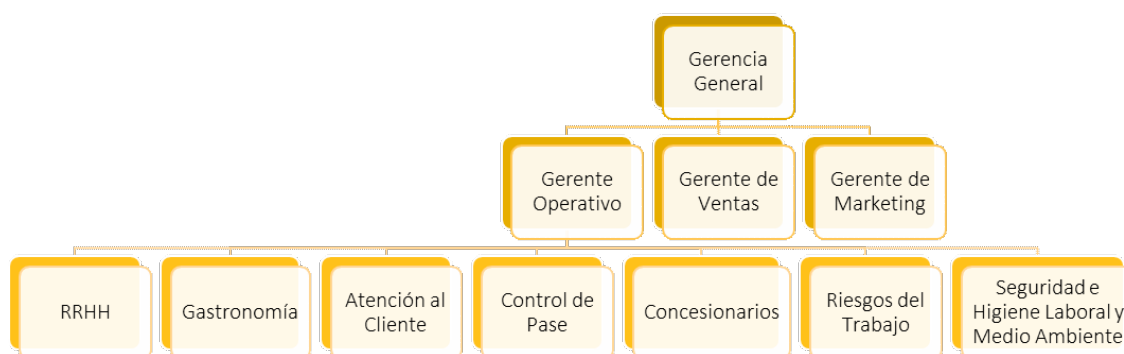 Gerencia
General
Gerente
Operativo
Gerente de
Ventas
Gerente de
Marketing
RRHH
Gastronomía
Atención al
Cliente
Control de
Pase
Concesionarios
Riesgos del
Trabajo
Seguridad e
Higiene Laboral y
Medio Ambiente